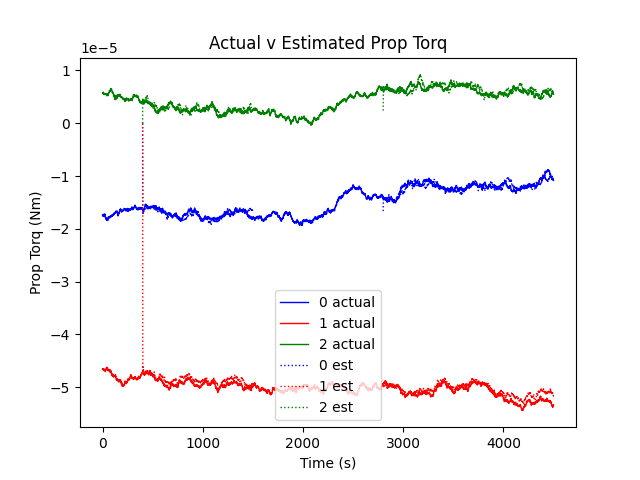 Actual v Estimated Prop Torq
1e−5
1
0
−1
−2
−3
−4
−5
Prop Torq (Nm)
0 actual
1 actual
2 actual
0 est
1 est
2 est
0
1000
2000
3000
4000
Time (s)